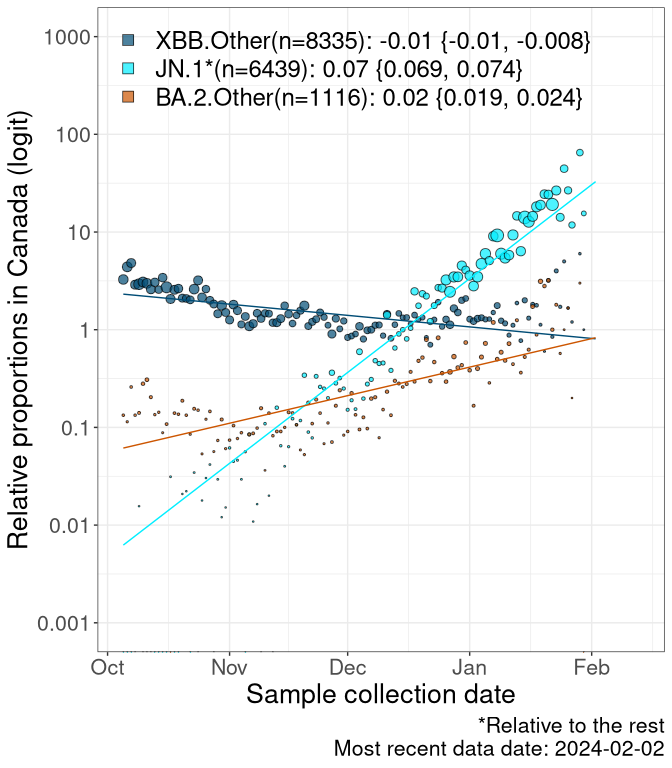 XBB.Other(n=8335): -0.01 {-0.01, -0.008}
JN.1*(n=6439): 0.07 {0.069, 0.074}
BA.2.Other(n=1116): 0.02 {0.019, 0.024}
Relative proportions in Canada (logit)
1000
100
10
1
0.1
0.01
0.001
Oct Nov Dec Jan Feb
Sample collection date
*Relative to the rest
Most recent data date: 2024-02-02